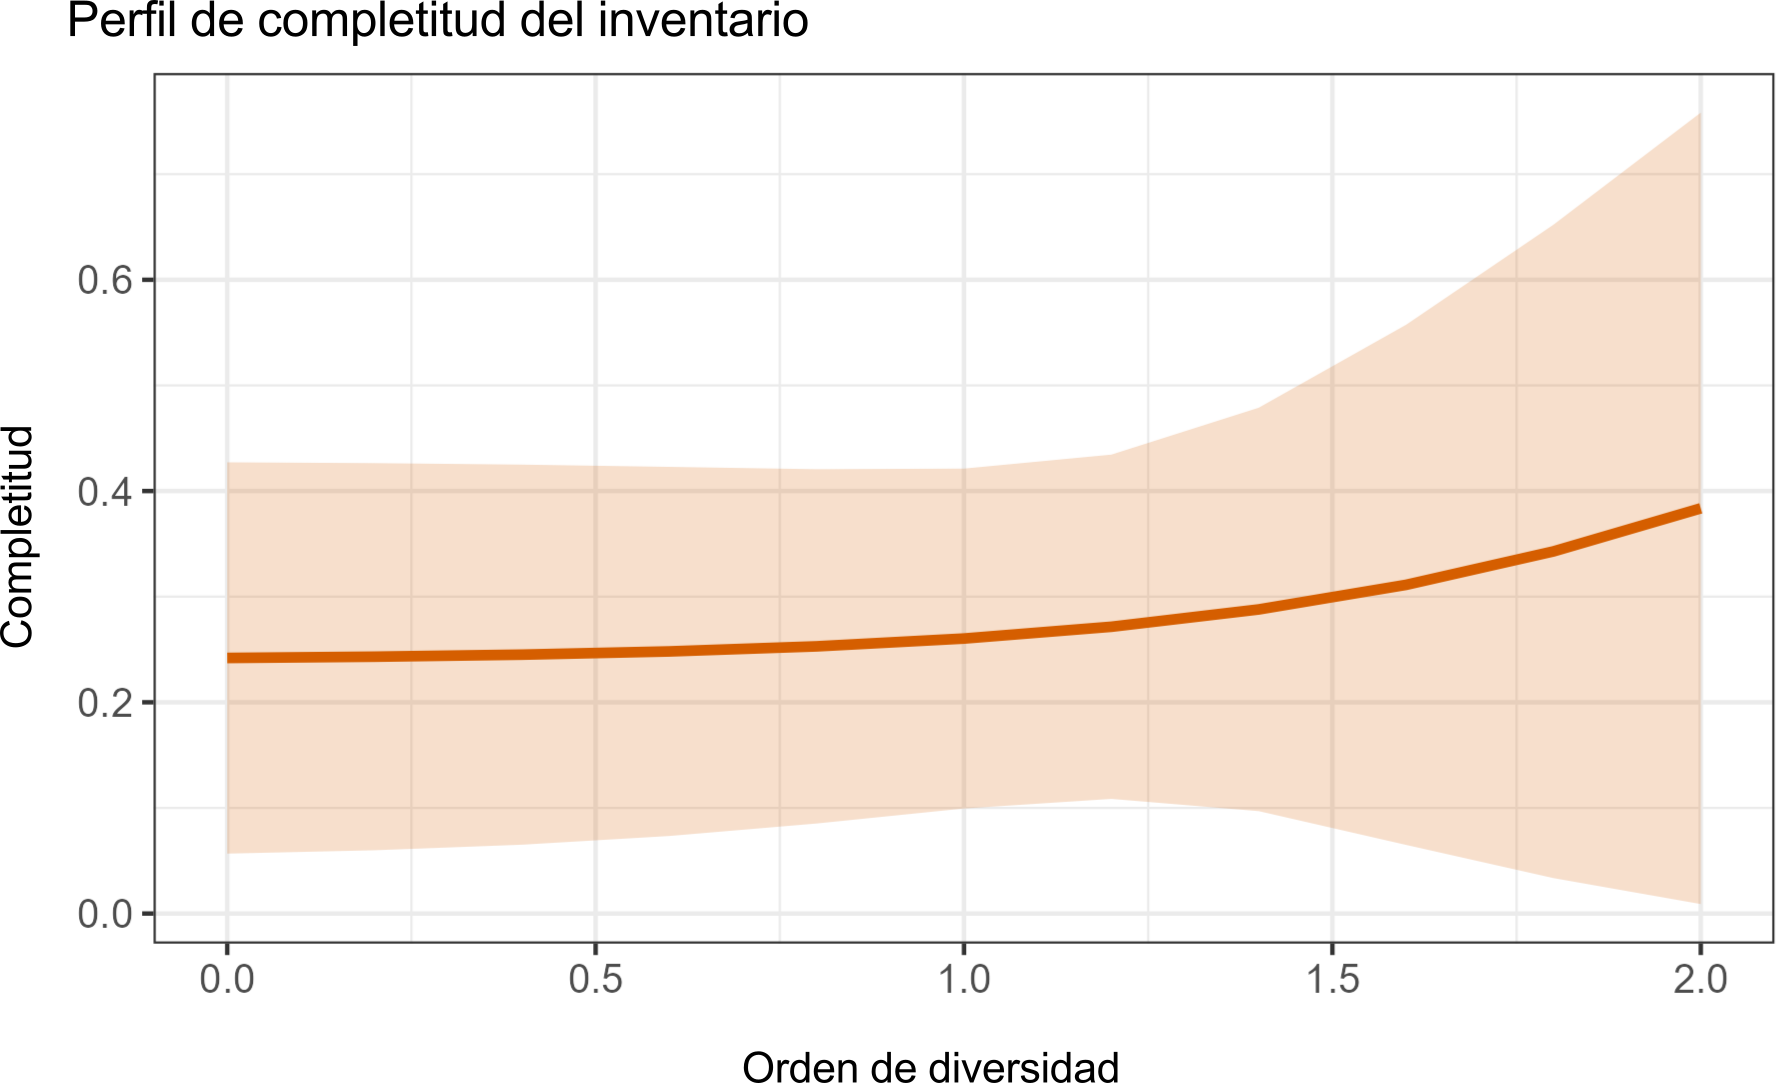 Perfil de completitud del inventario
Completitud
0.6
0.4
0.2
0.0
0.0 0.5 1.0 1.5 2.0
Orden de diversidad